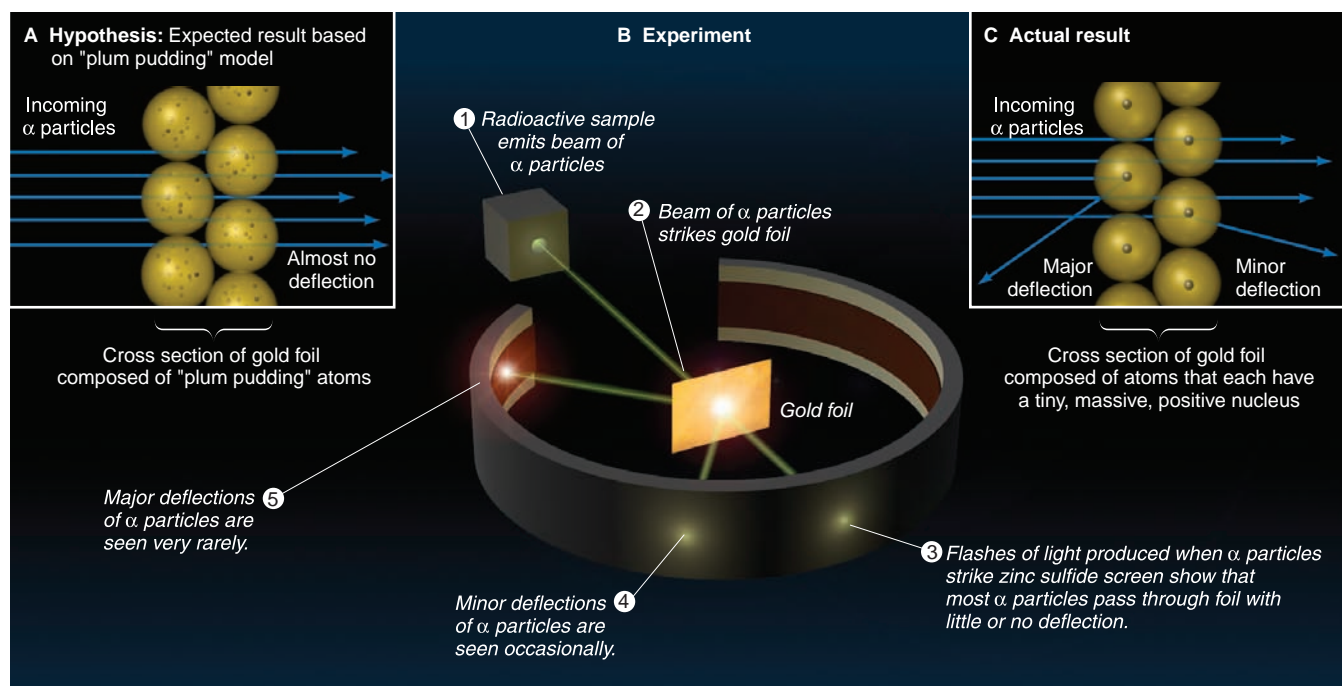 A Hypothesis: Expected result based
on "plum pudding" model
Incoming
α particles
Almost no
deflection
Cross section of gold foil
composed of "plum pudding" atoms
B Experiment
1 Radioactive sample
emits beam of
α particles
2 Beam of α particles
strikes gold foil
Gold foil
3 Flashes of light produced when α particles
strike zinc sulfide screen show that
most α particles pass through foil with
little or no deflection.
Minor deflections 4
of α particles are
seen occasionally.
Major deflections 5
of α particles are
seen very rarely.
C Actual result
Incoming
α particles
Major
deflection
Minor
deflection
Cross section of gold foil
composed of atoms that each have
a tiny, massive, positive nucleus